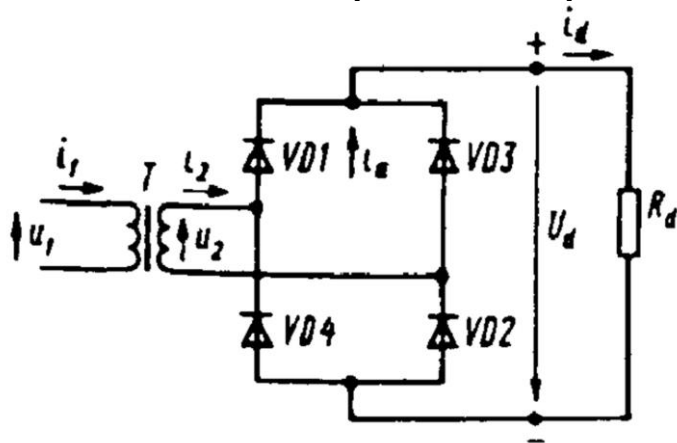 + i_d
i_1 T i_2 VD1 i_a VD3
u_1 u_2 U_d R_d
VD4 VD2
−